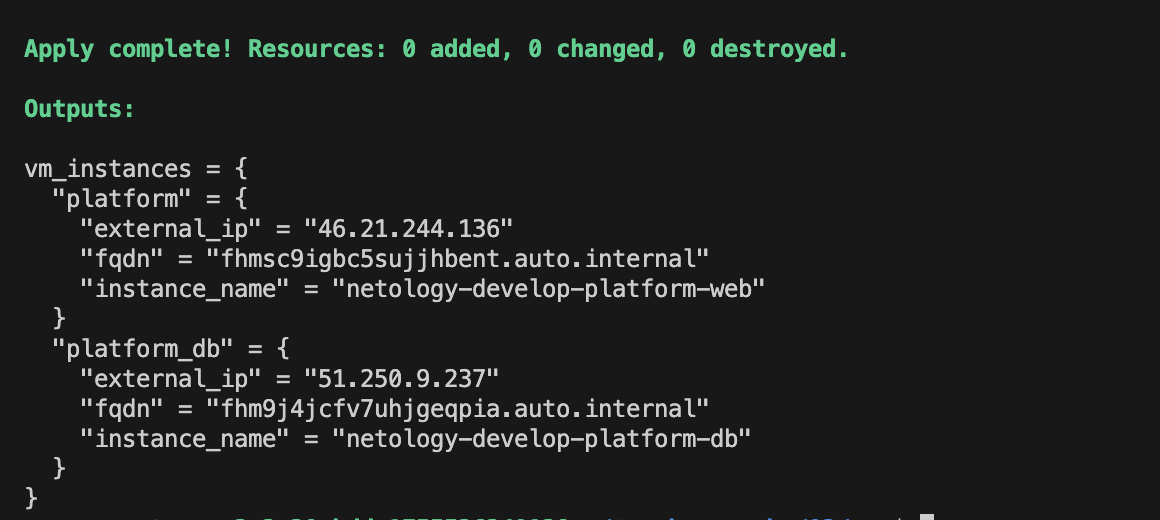 Apply complete! Resources: 0 added, 0 changed, 0 destroyed.
Outputs:
vm_instances = {
  "platform" = {
    "external_ip" = "46.21.244.136"
    "fqdn" = "fhmsc9igbc5sujjhbent.auto.internal"
    "instance_name" = "netology-develop-platform-web"
  }
  "platform_db" = {
    "external_ip" = "51.250.9.237"
    "fqdn" = "fhm9j4jcfv7uhjgeqpia.auto.internal"
    "instance_name" = "netology-develop-platform-db"
  }
}